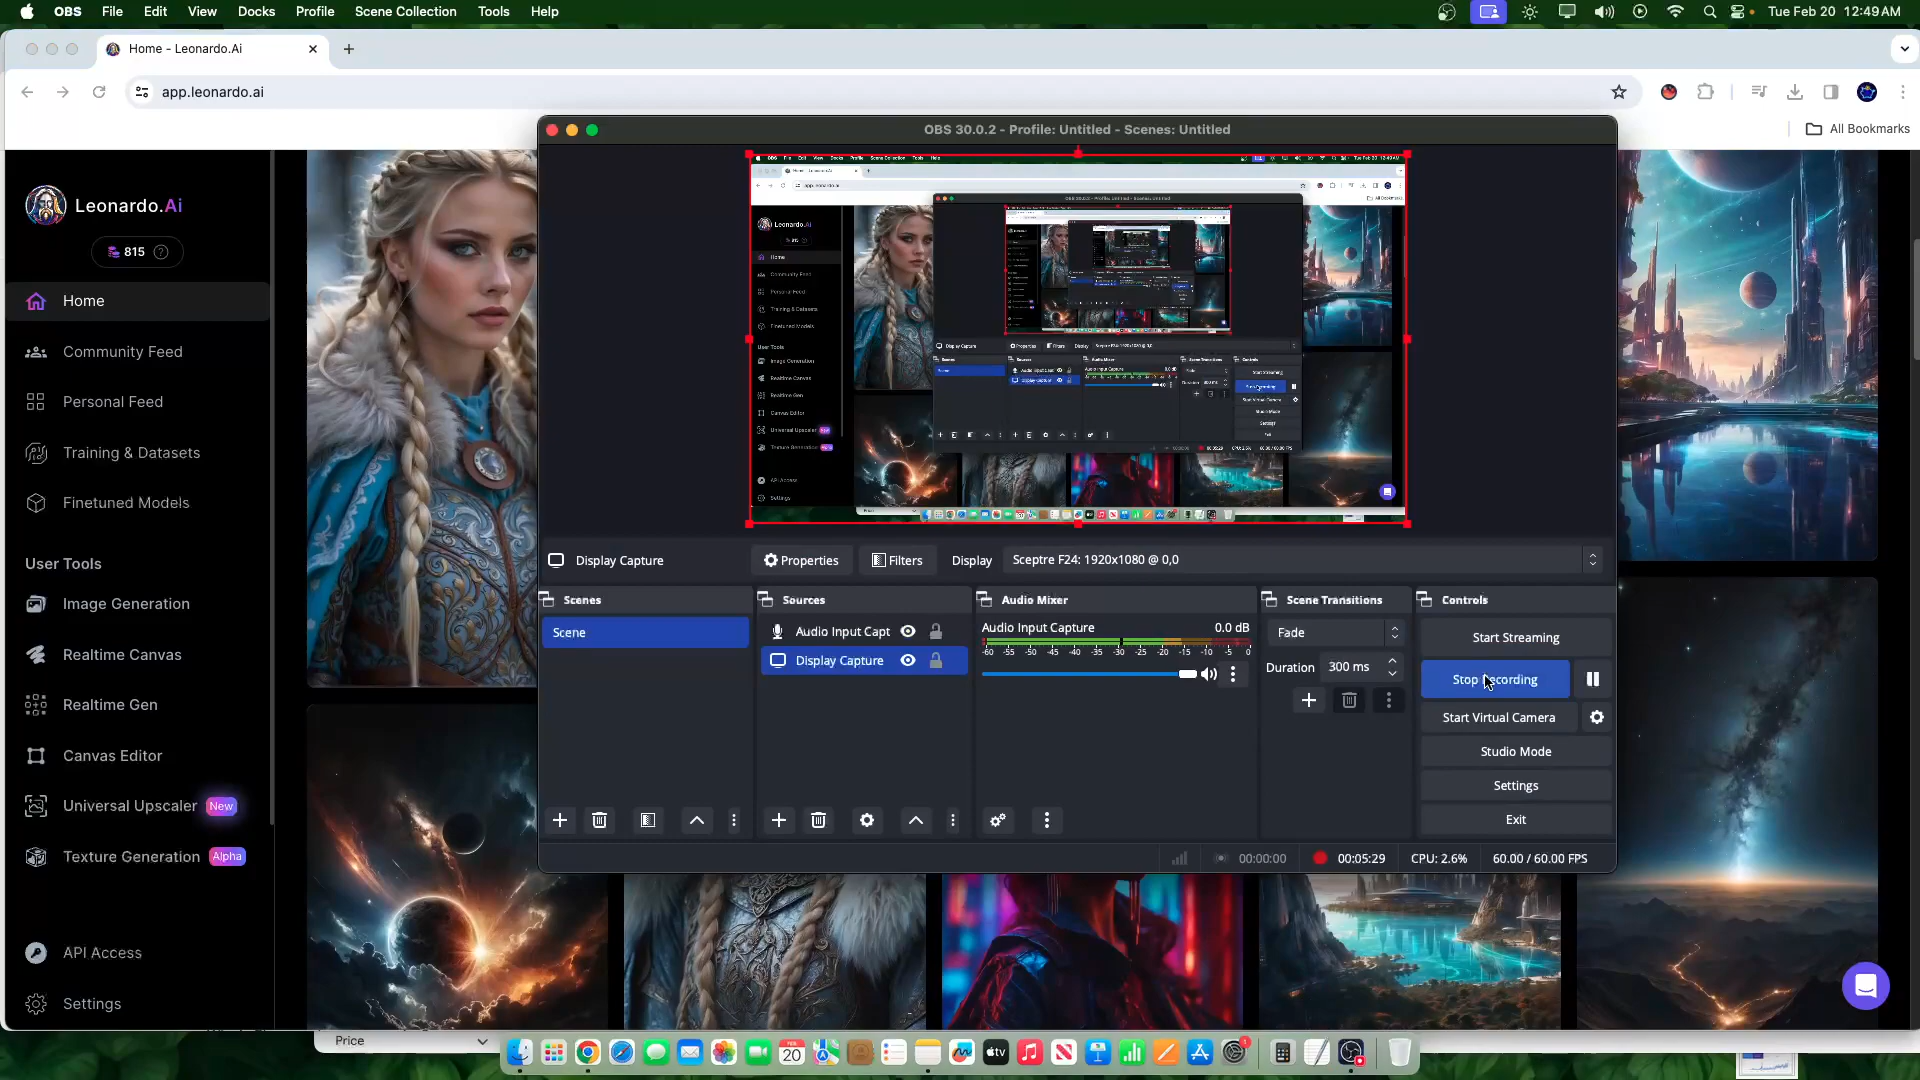 OBS File Edit View Docks Profile Scene Collection Tools Help Tue Feb 20 12:49 AM
Home - Leonardo.Ai
app.leonardo.ai
All Bookmarks
OBS 30.0.2 - Profile: Untitled - Scenes: Untitled
Leonardo.Ai
815
Home
Community Feed
Personal Feed
Training & Datasets
Finetuned Models
User Tools
Image Generation
Realtime Canvas
Realtime Gen
Canvas Editor
Universal Upscaler New
Texture Generation Alpha
API Access
Settings
Display Capture Properties Filters Display Sceptre F24: 1920x1080 @ 0,0
Scenes Sources Audio Mixer Scene Transitions Controls
Scene
Audio Input Capt
Display Capture
Audio Input Capture 0.0 dB
-60 -55 -50 -45 -40 -35 -30 -25 -20 -15 -10 -5 0
Fade
Duration 300 ms
Start Streaming
Stop Recording
Start Virtual Camera
Studio Mode
Settings
Exit
00:00:00 00:05:29 CPU: 2.6% 60.00 / 60.00 FPS
Price
FEB
20
tv